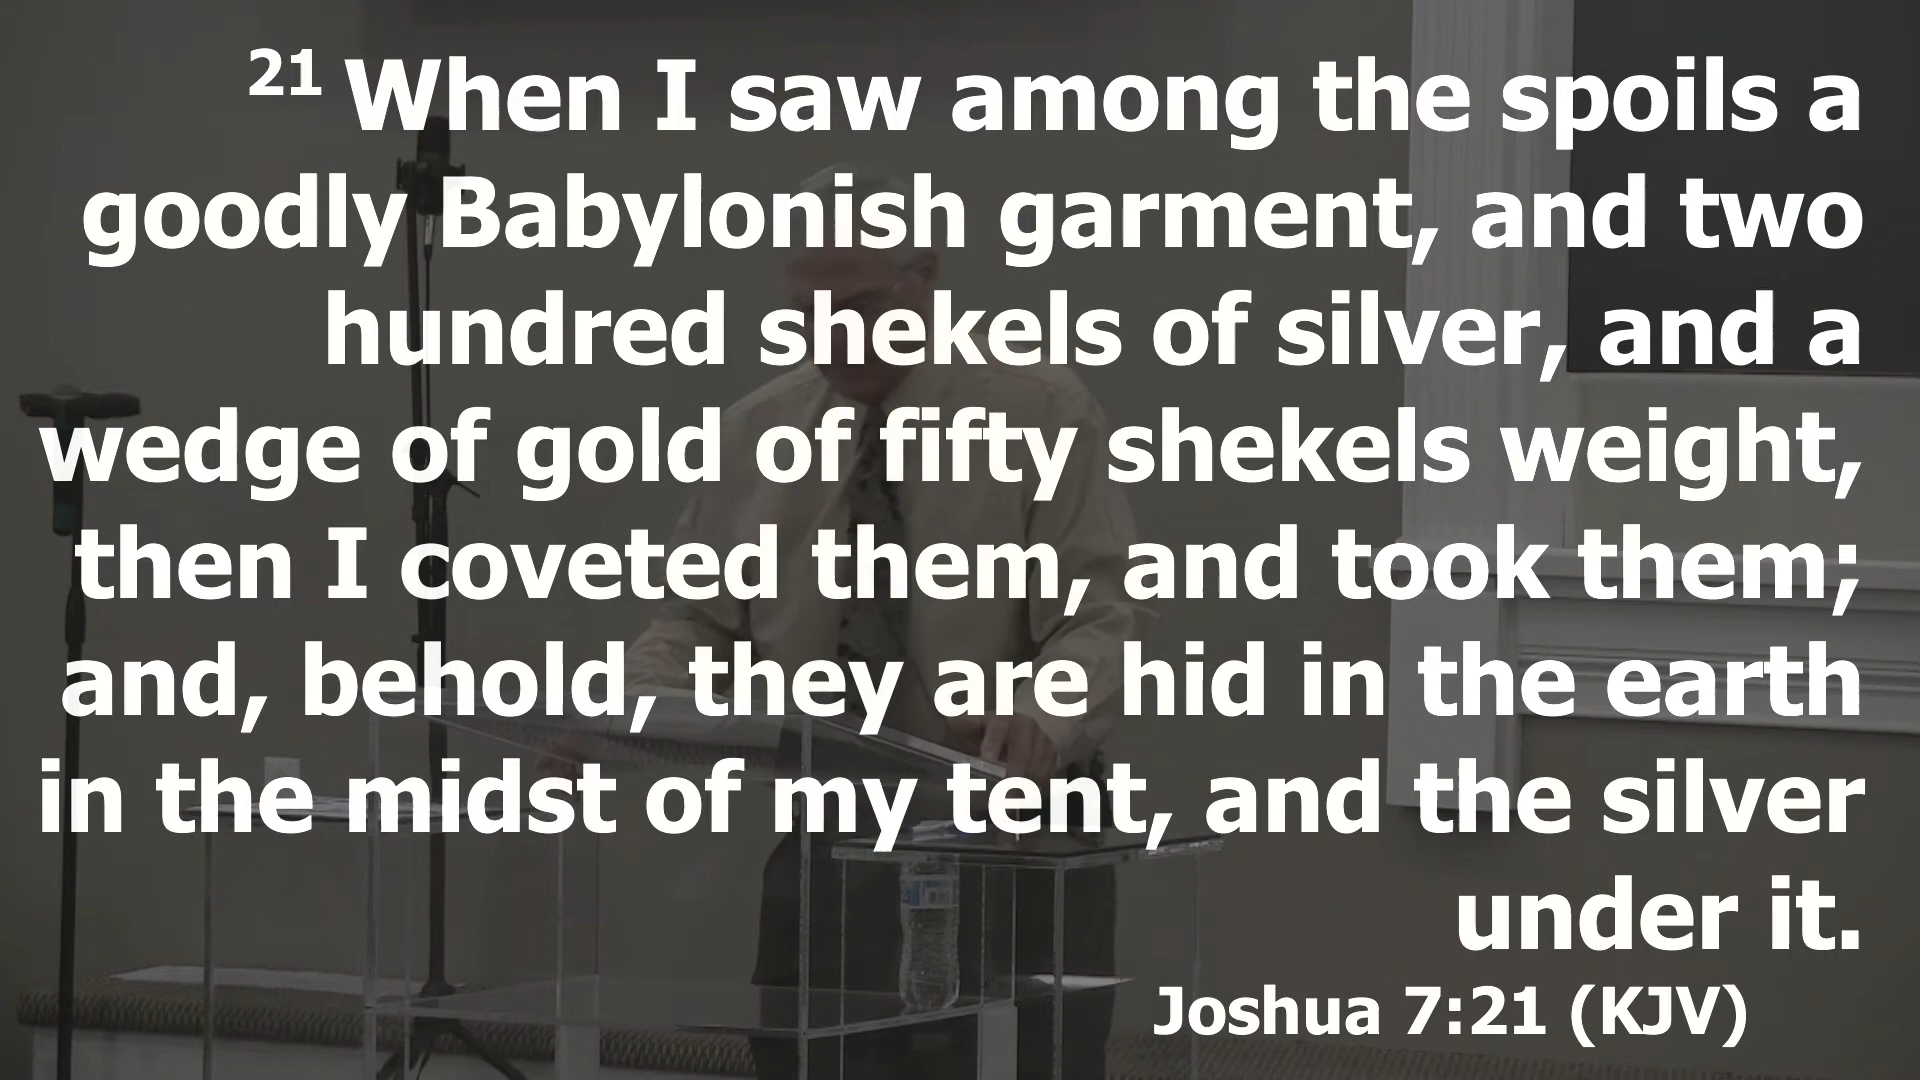 21 When I saw among the spoils a
goodly Babylonish garment, and two
hundred shekels of silver, and a
wedge of gold of fifty shekels weight,
then I coveted them, and took them;
and, behold, they are hid in the earth
in the midst of my tent, and the silver
under it.
Joshua 7:21 (KJV)